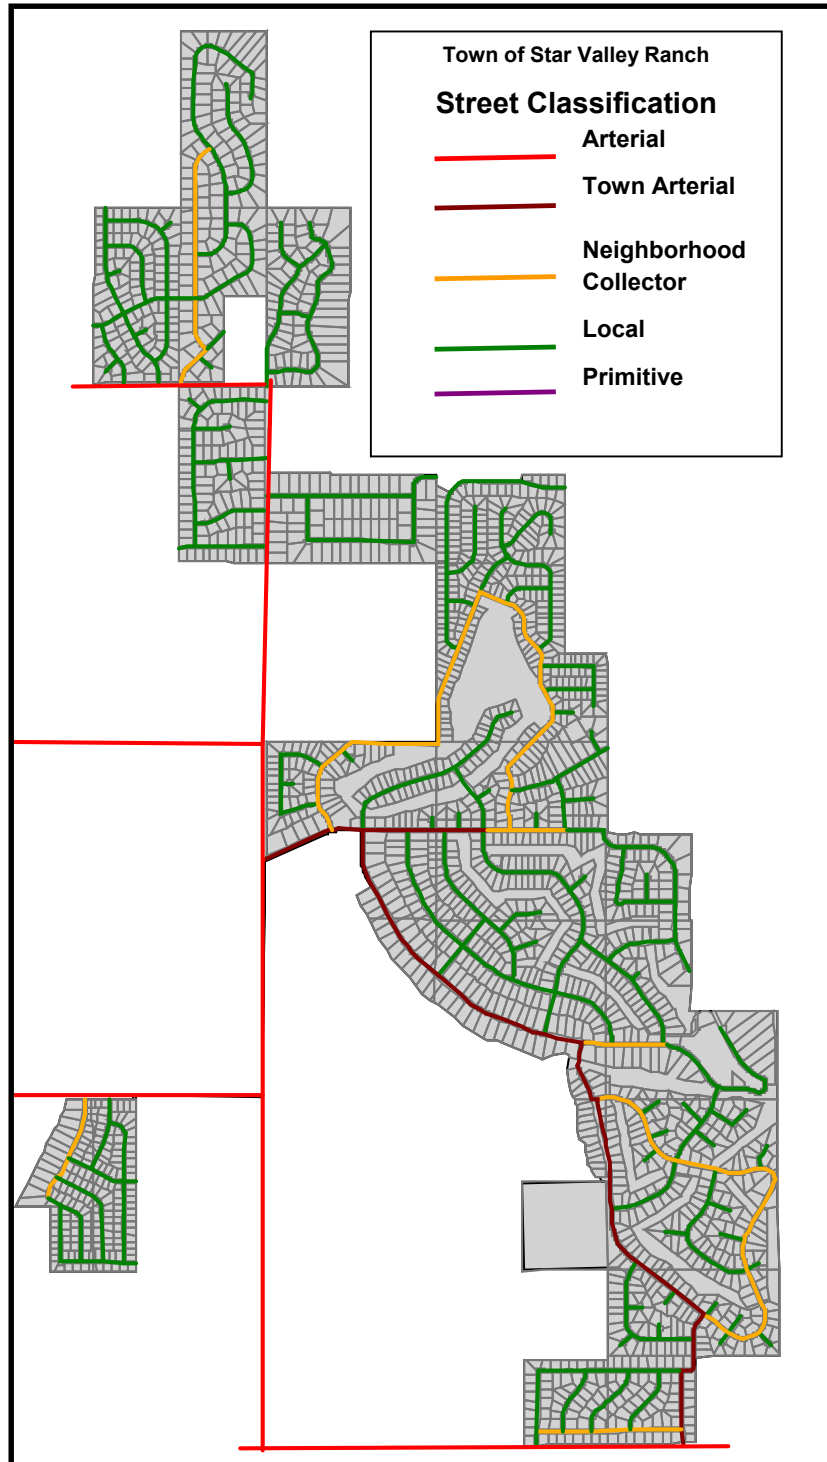 Town of Star Valley Ranch
Street Classification
Arterial
Town Arterial
Neighborhood
Collector
Local
Primitive